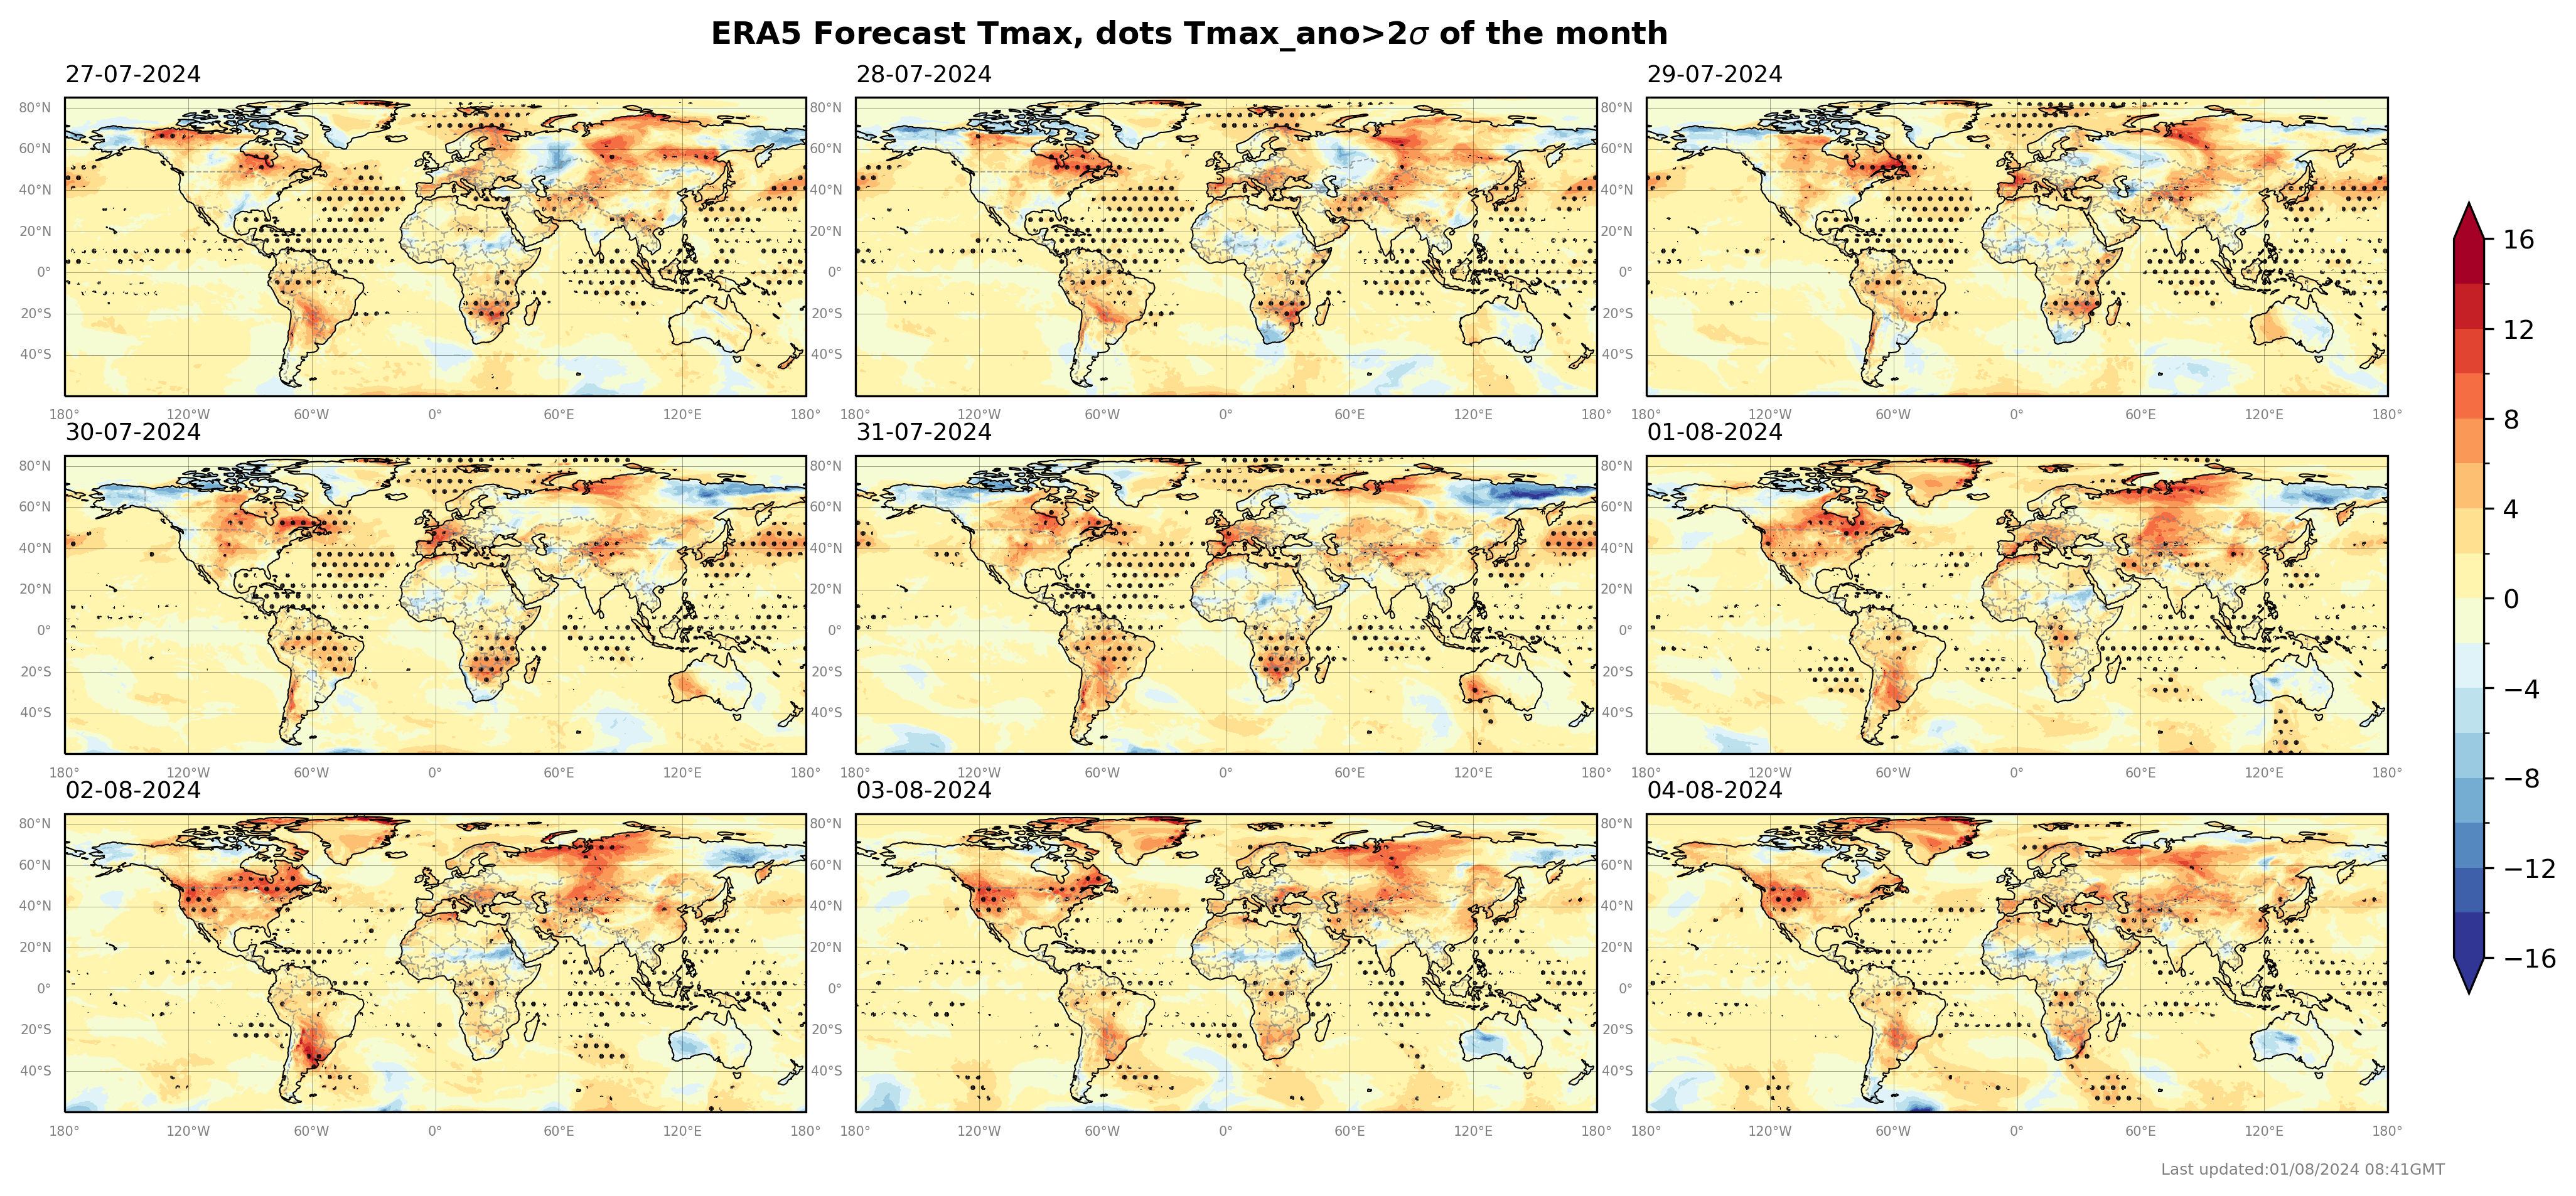 ERA5 Forecast Tmax, dots Tmax_ano>2σ of the month
27-07-2024
28-07-2024
29-07-2024
80°N
60°N
40°N
20°N
0°
20°S
40°S
80°N
60°N
40°N
20°N
0°
20°S
40°S
80°N
60°N
40°N
20°N
0°
20°S
40°S
180° 120°W 60°W 0° 60°E 120°E 180°
180° 120°W 60°W 0° 60°E 120°E 180°
180° 120°W 60°W 0° 60°E 120°E 180°
30-07-2024
31-07-2024
01-08-2024
80°N
60°N
40°N
20°N
0°
20°S
40°S
80°N
60°N
40°N
20°N
0°
20°S
40°S
80°N
60°N
40°N
20°N
0°
20°S
40°S
180° 120°W 60°W 0° 60°E 120°E 180°
180° 120°W 60°W 0° 60°E 120°E 180°
180° 120°W 60°W 0° 60°E 120°E 180°
02-08-2024
03-08-2024
04-08-2024
80°N
60°N
40°N
20°N
0°
20°S
40°S
80°N
60°N
40°N
20°N
0°
20°S
40°S
80°N
60°N
40°N
20°N
0°
20°S
40°S
180° 120°W 60°W 0° 60°E 120°E 180°
180° 120°W 60°W 0° 60°E 120°E 180°
180° 120°W 60°W 0° 60°E 120°E 180°
16
12
8
4
0
−4
−8
−12
−16
Last updated:01/08/2024 08:41GMT